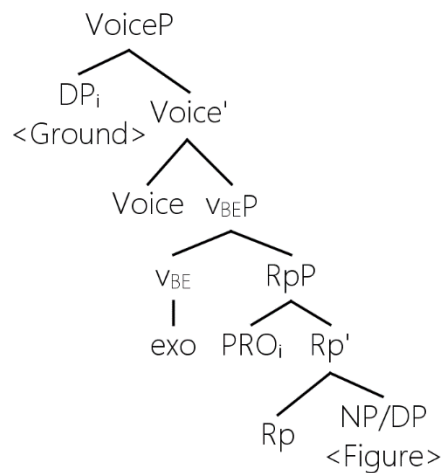 VoiceP
DPᵢ Voice'
<Ground>
Voice vBEP
vBE RpP
exo PROᵢ Rp'
Rp NP/DP
<Figure>